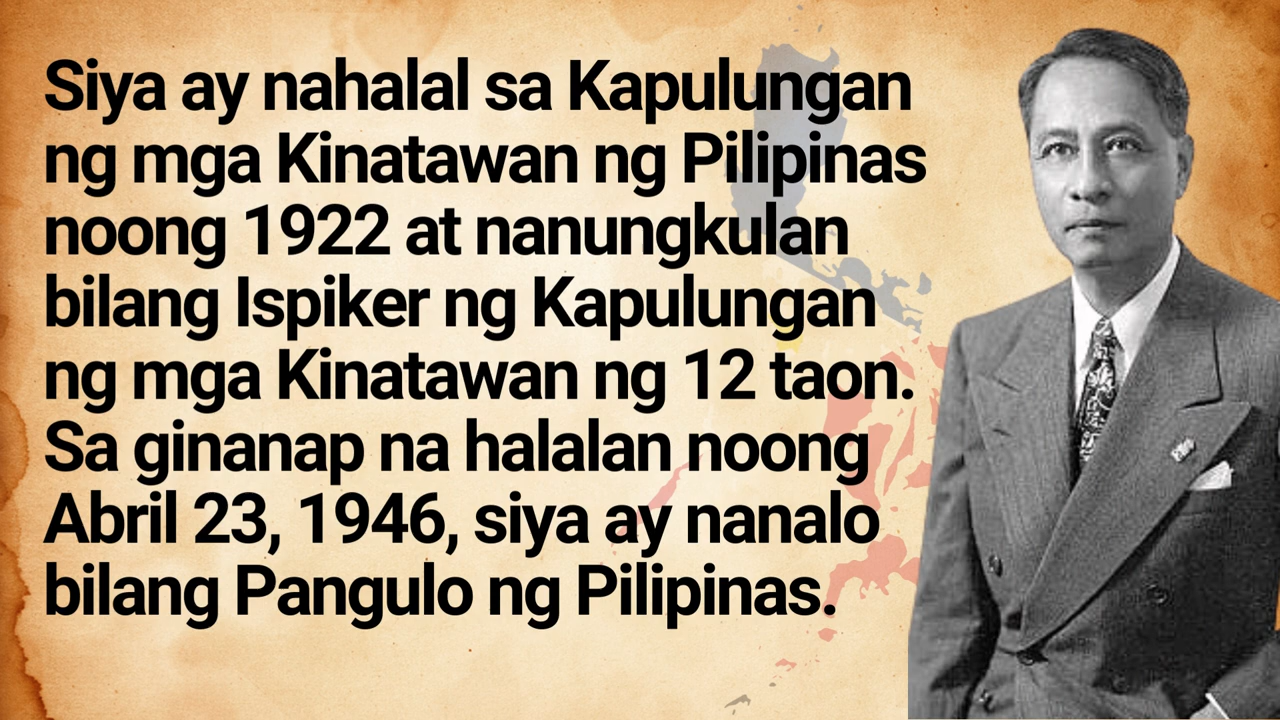 Siya ay nahalal sa Kapulungan
ng mga Kinatawan ng Pilipinas
noong 1922 at nanungkulan
bilang Ispiker ng Kapulungan
ng mga Kinatawan ng 12 taon.
Sa ginanap na halalan noong
Abril 23, 1946, siya ay nanalo
bilang Pangulo ng Pilipinas.